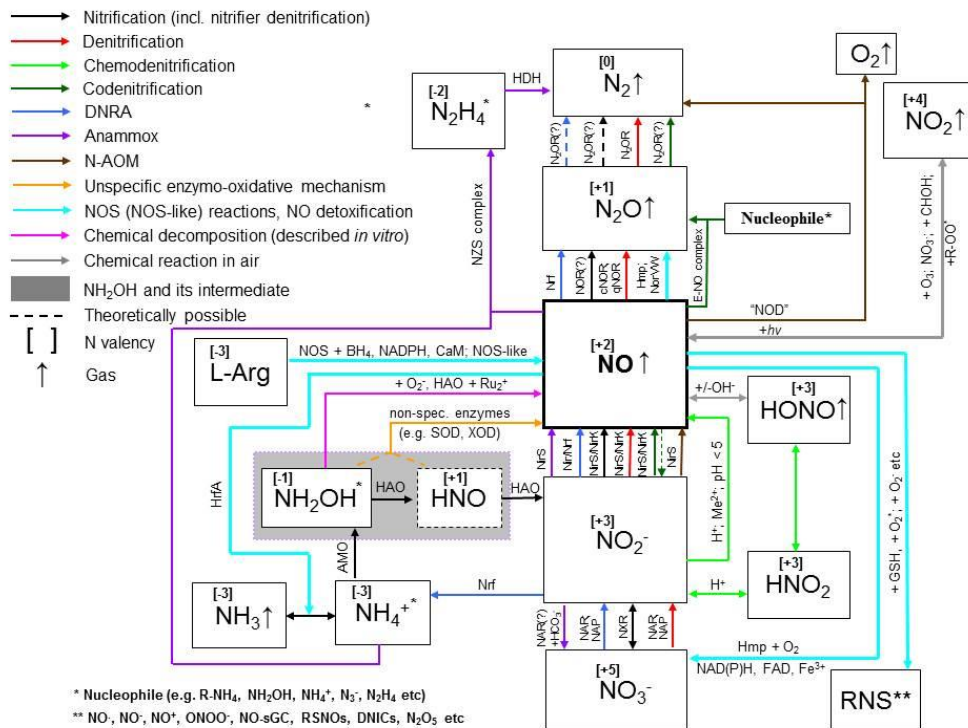 Nitrification (incl. nitrifier denitrification)
Denitrification
Chemodenitrification
Codenitrification
DNRA
*
Anammox
N-AOM
Unspecific enzymo-oxidative mechanism
NOS (NOS-like) reactions, NO detoxification
Chemical decomposition (described in vitro)
Chemical reaction in air
NH₂OH and its intermediate
Theoretically possible
[ ] N valency
↑ Gas
[-2]
N₂H₄*
HDH
[0]
N₂↑
O₂↑
[+4]
NO₂↑
N₂OR(?)
N₂OR(?)
N₂OR
N₂OR(?)
[+1]
N₂O↑
Nucleophile*
NZS complex
Nrf
NOR(?)
cNOR,
qNOR
Hmp;
NorVW
E-NO complex
+ O₃; NO₃⁻; + CHOH;
+R-OO*
"NOD"
+hv
[+2]
NO↑
[-3]
L-Arg
NOS + BH₄, NADPH, CaM; NOS-like
+ O₂⁻, HAO + Ru₂⁺
non-spec. enzymes
(e.g. SOD, XOD)
+/-OH⁻
[+3]
HONO↑
HrfA
NirS
Nir/Nrf
NirS/NirK
NirS/NirK
NirS/NirK
NirS
[-1]
NH₂OH*
HAO
[+1]
HNO
HAO
[+3]
NO₂⁻
H⁺; Me²⁺; pH <5
+ GSH, + O₂*; + O₂⁻ etc
AMO
[-3]
NH₃↑
[-3]
NH₄⁺*
Nrf
H⁺
[+3]
HNO₂
NAR(?)
+HCO₃⁻
NAR,
NAP
NXR
NAR,
NAP
Hmp + O₂
NAD(P)H, FAD, Fe³⁺
[+5]
NO₃⁻
RNS**
* Nucleophile (e.g. R-NH₄, NH₂OH, NH₄⁺, N₃⁻, N₂H₄ etc)
** NO·, NO⁻, NO⁺, ONOO⁻, NO-sGC, RSNOs, DNICs, N₂O₅ etc